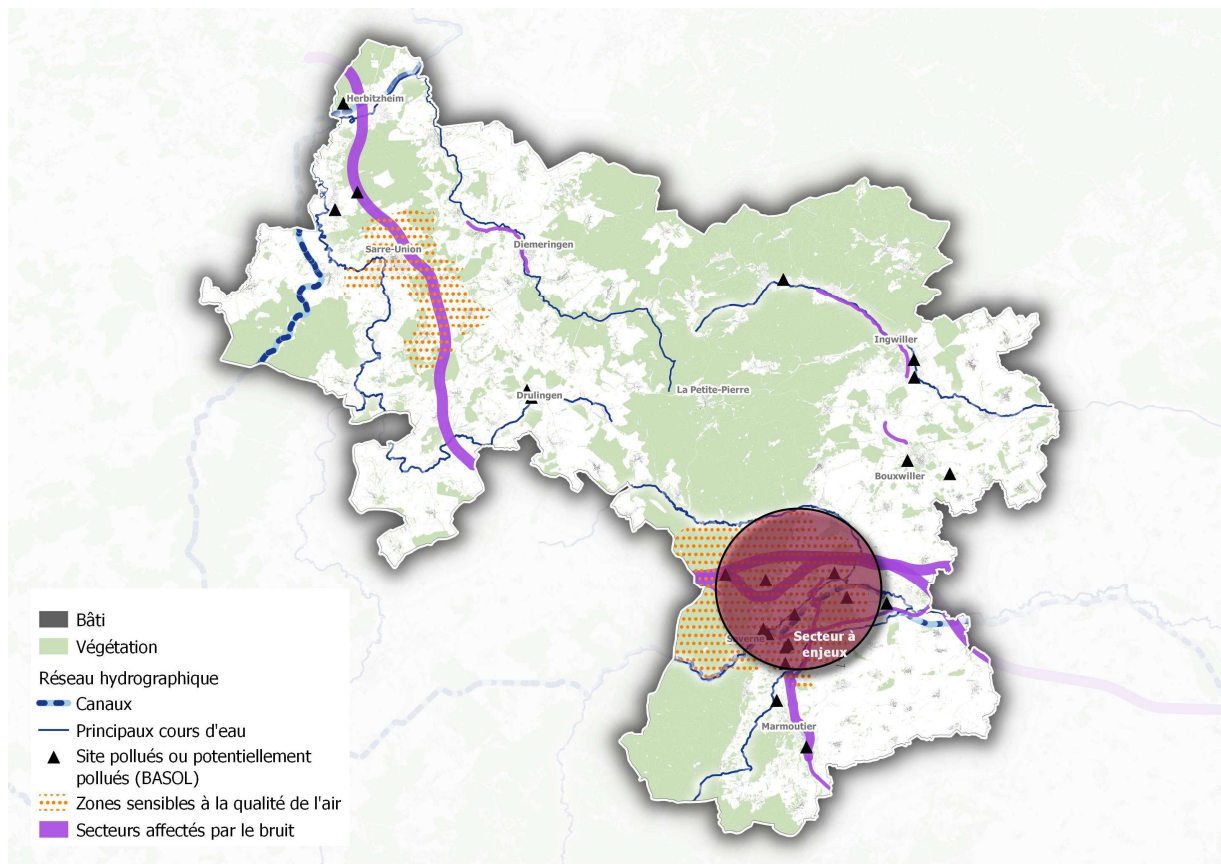 Herbitzheim
Sarre-Union
Diemeringen
Ingwiller
La Petite-Pierre
Drulingen
Bouxwiller
Saverne
Secteur à
enjeux
Marmoutier
Bâti
Végétation
Réseau hydrographique
Canaux
Principaux cours d'eau
Site pollués ou potentiellement
pollués (BASOL)
Zones sensibles à la qualité de l'air
Secteurs affectés par le bruit